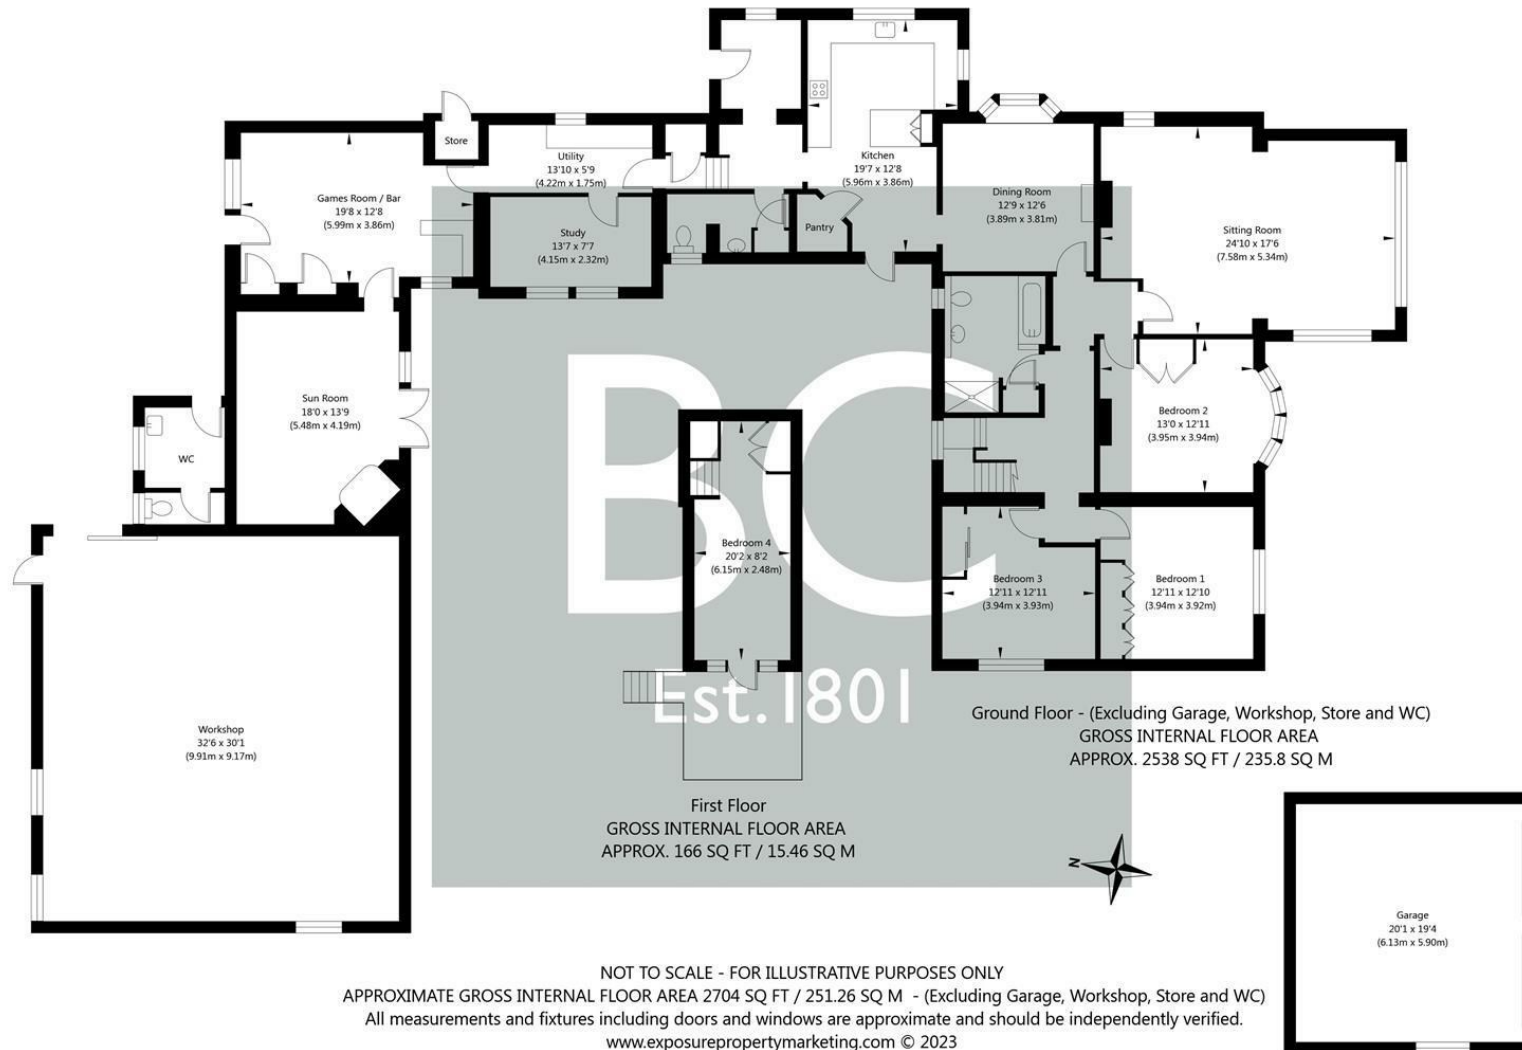 Store
Utility
13'10 x 5'9
(4.22m x 1.75m)
Kitchen
19'7 x 12'8
(5.96m x 3.86m)
Games Room / Bar
19'8 x 12'8
(5.99m x 3.86m)
Dining Room
12'9 x 12'6
(3.89m x 3.81m)
Pantry
Study
13'7 x 7'7
(4.15m x 2.32m)
Sitting Room
24'10 x 17'6
(7.58m x 5.34m)
Sun Room
18'0 x 13'9
(5.48m x 4.19m)
WC
Bedroom 2
13'0 x 12'11
(3.95m x 3.94m)
BC
Est.1801
Bedroom 4
20'2 x 8'2
(6.15m x 2.48m)
Bedroom 3
12'11 x 12'11
(3.94m x 3.93m)
Bedroom 1
12'11 x 12'10
(3.94m x 3.92m)
Workshop
32'6 x 30'1
(9.91m x 9.17m)
Ground Floor - (Excluding Garage, Workshop, Store and WC)
GROSS INTERNAL FLOOR AREA
APPROX. 2538 SQ FT / 235.8 SQ M
First Floor
GROSS INTERNAL FLOOR AREA
APPROX. 166 SQ FT / 15.46 SQ M
N
Garage
20'1 x 19'4
(6.13m x 5.90m)
NOT TO SCALE - FOR ILLUSTRATIVE PURPOSES ONLY
APPROXIMATE GROSS INTERNAL FLOOR AREA 2704 SQ FT / 251.26 SQ M - (Excluding Garage, Workshop, Store and WC)
All measurements and fixtures including doors and windows are approximate and should be independently verified.
www.exposurepropertymarketing.com © 2023